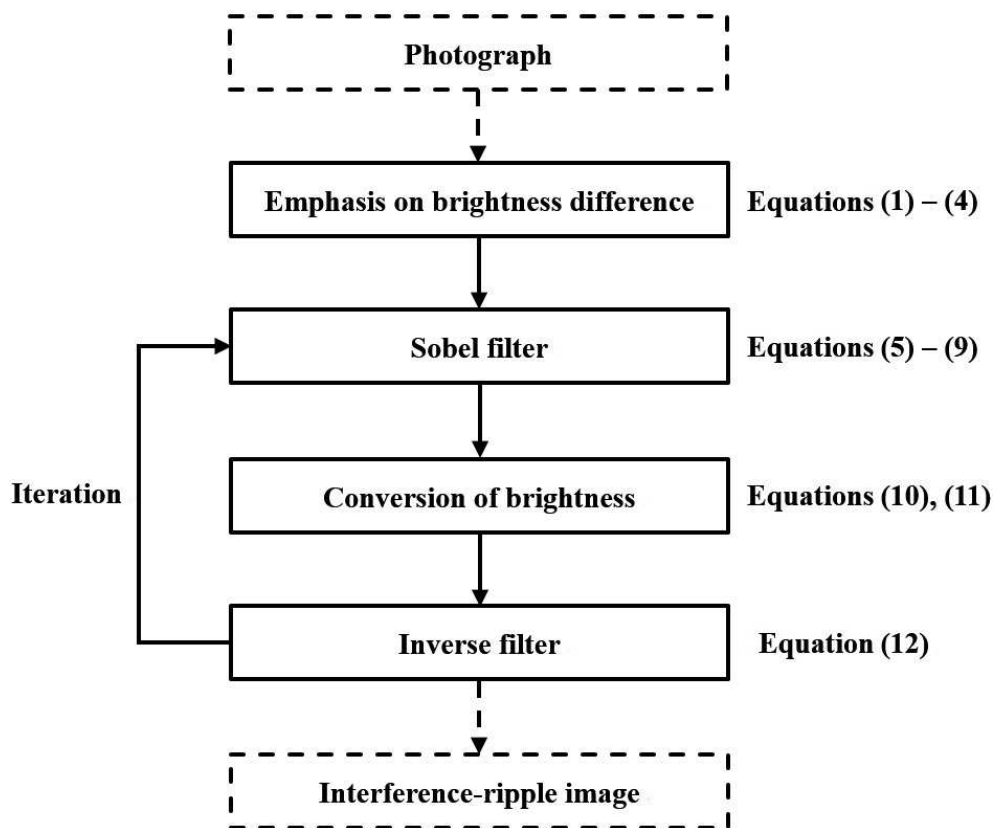 Photograph
Emphasis on brightness difference
Equations (1) – (4)
Sobel filter
Equations (5) – (9)
Iteration
Conversion of brightness
Equations (10), (11)
Inverse filter
Equation (12)
Interference-ripple image